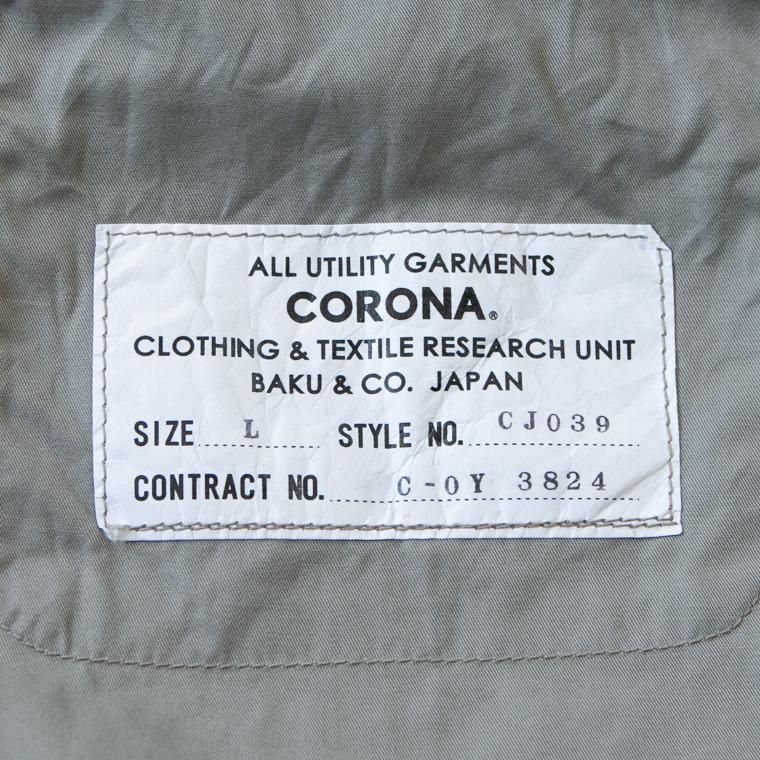 ALL UTILITY GARMENTS
CORONA®
CLOTHING & TEXTILE RESEARCH UNIT
BAKU & CO. JAPAN
SIZE L STYLE NO. CJ039
CONTRACT NO. C-0Y 3824